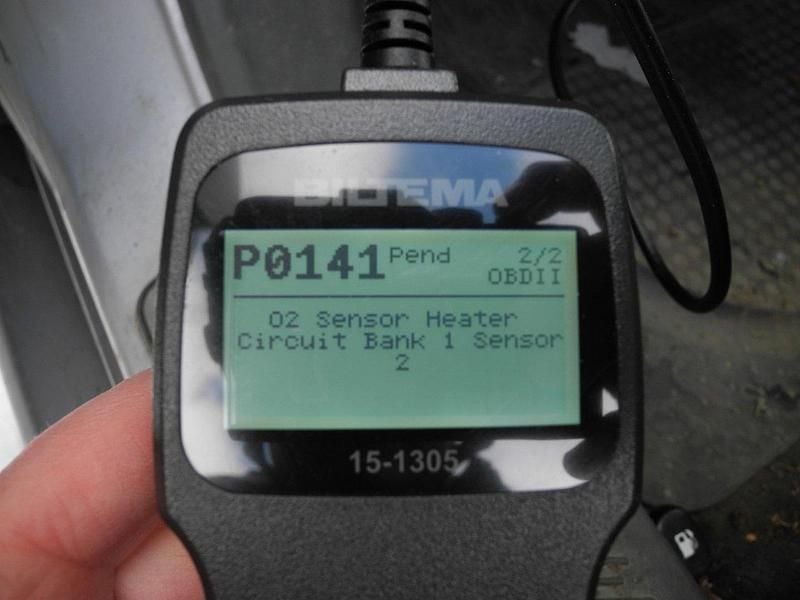 BILTEMA
P0141 Pend 2/2
OBDII
O2 Sensor Heater
Circuit Bank 1 Sensor
2
15-1305